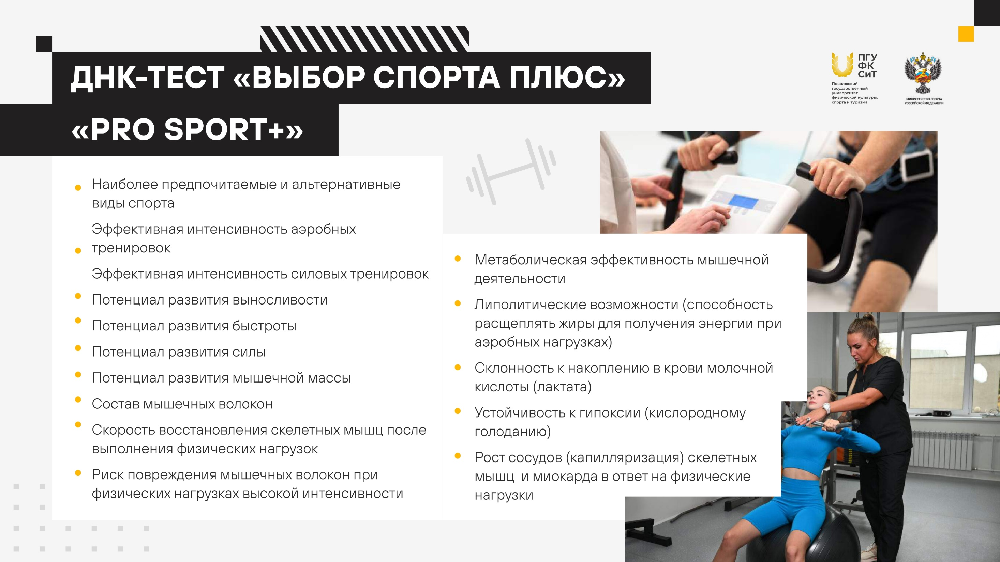 ДНК-ТЕСТ «ВЫБОР СПОРТА ПЛЮС»
«PRO SPORT+»
ПГУ
ФК
СиТ
Поволжский
государственный
университет
физической культуры,
спорта и туризма
МИНИСТЕРСТВО СПОРТА
РОССИЙСКОЙ ФЕДЕРАЦИИ
Наиболее предпочитаемые и альтернативные
виды спорта
Эффективная интенсивность аэробных
тренировок
Эффективная интенсивность силовых тренировок
Потенциал развития выносливости
Потенциал развития быстроты
Потенциал развития силы
Потенциал развития мышечной массы
Состав мышечных волокон
Скорость восстановления скелетных мышц после
выполнения физических нагрузок
Риск повреждения мышечных волокон при
физических нагрузках высокой интенсивности
Метаболическая эффективность мышечной
деятельности
Липолитические возможности (способность
расщеплять жиры для получения энергии при
аэробных нагрузках)
Склонность к накоплению в крови молочной
кислоты (лактата)
Устойчивость к гипоксии (кислородному
голоданию)
Рост сосудов (капилляризация) скелетных
мышц и миокарда в ответ на физические
нагрузки